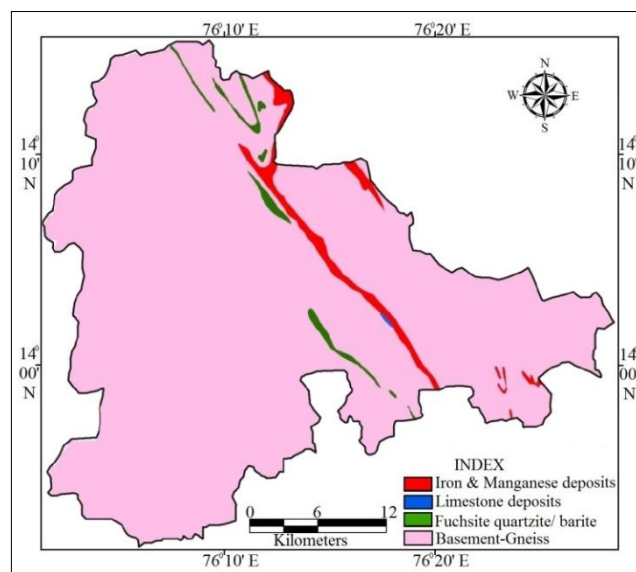 76° 10' E
76° 20' E
N
W
E
S
14°
10'
N
14°
10'
N
14°
00'
N
14°
00'
N
INDEX
Iron & Manganese deposits
Limestone deposits
Fuchsite quartzite/ barite
Basement-Gneiss
0
6
12
Kilometers
76° 10' E
76° 20' E